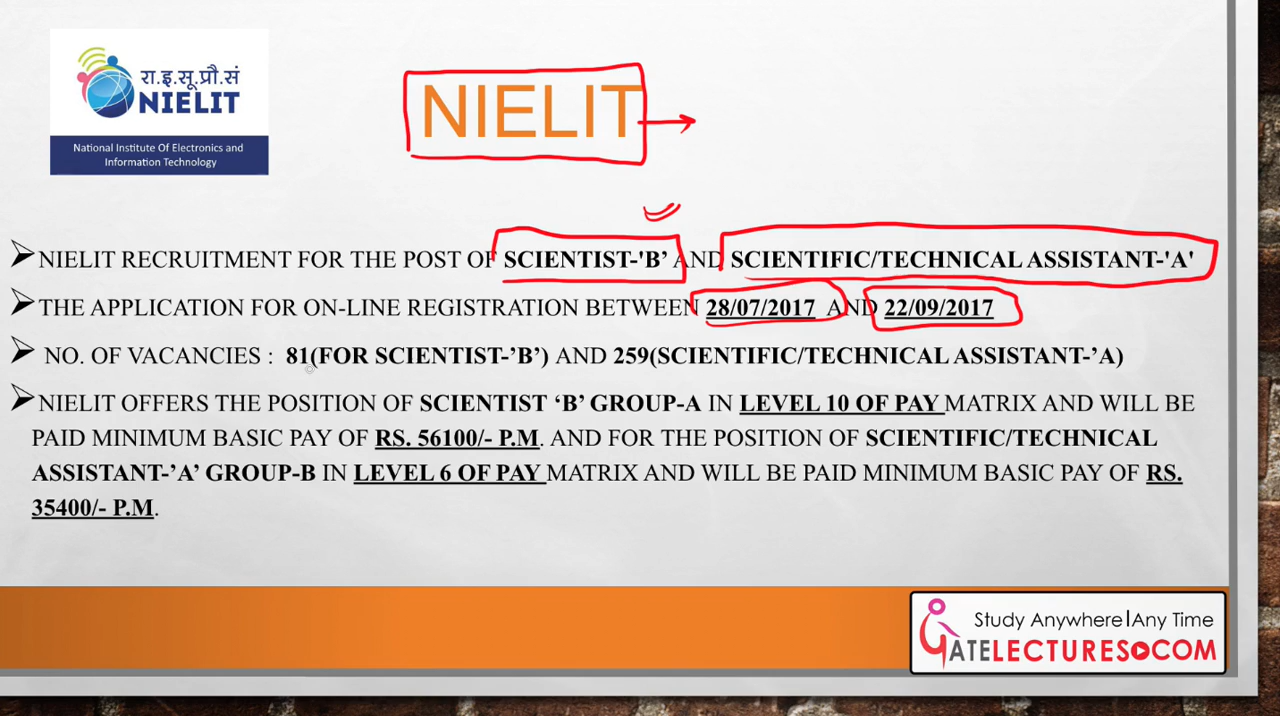 रा.इ.सू.प्रौ.सं
NIELIT
National Institute Of Electronics and
Information Technology
NIELIT
NIELIT RECRUITMENT FOR THE POST OF SCIENTIST-'B’ AND SCIENTIFIC/TECHNICAL ASSISTANT-'A'
THE APPLICATION FOR ON-LINE REGISTRATION BETWEEN 28/07/2017 AND 22/09/2017
NO. OF VACANCIES : 81(FOR SCIENTIST-’B’) AND 259(SCIENTIFIC/TECHNICAL ASSISTANT-’A)
NIELIT OFFERS THE POSITION OF SCIENTIST ‘B’ GROUP-A IN LEVEL 10 OF PAY MATRIX AND WILL BE
PAID MINIMUM BASIC PAY OF RS. 56100/- P.M. AND FOR THE POSITION OF SCIENTIFIC/TECHNICAL
ASSISTANT-’A’ GROUP-B IN LEVEL 6 OF PAY MATRIX AND WILL BE PAID MINIMUM BASIC PAY OF RS.
35400/- P.M.
Study Anywhere|Any Time
GATELECTURES.COM